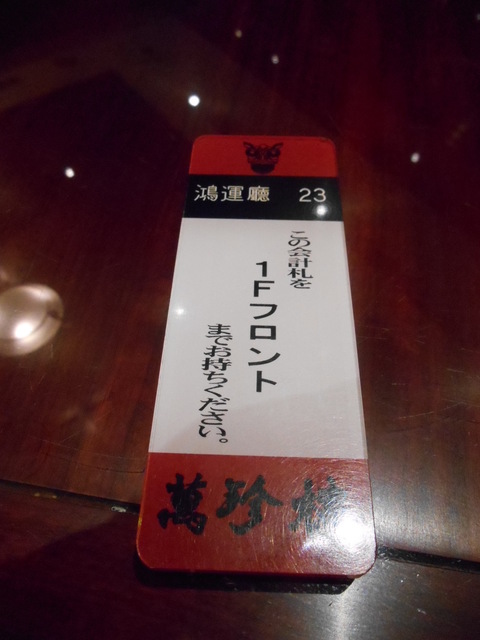 鴻運廳 23
この会計札を
1Fフロント
までお持ちください。
萬珍樓